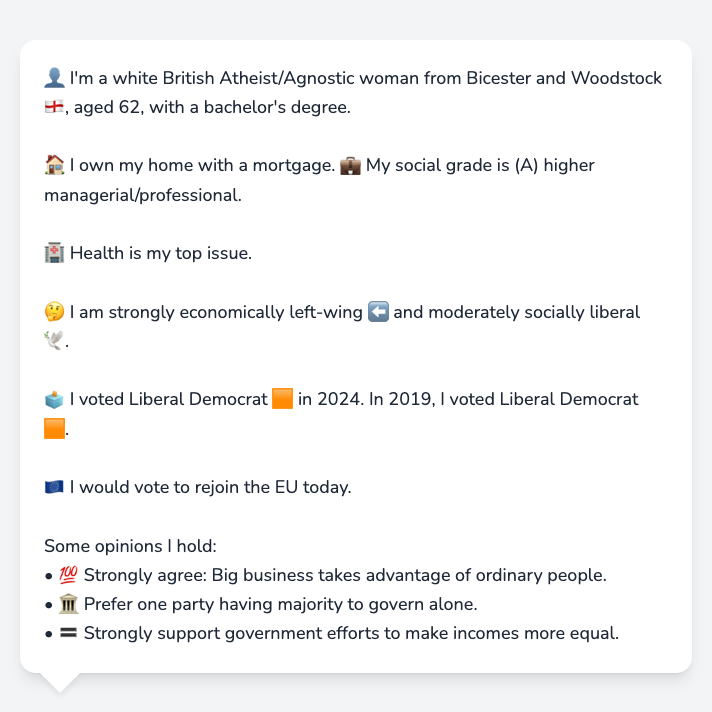 👤 I'm a white British Atheist/Agnostic woman from Bicester and Woodstock
🏴󠁧󠁢󠁥󠁮󠁧󠁿, aged 62, with a bachelor's degree.
🏠 I own my home with a mortgage. 💼 My social grade is (A) higher
managerial/professional.
🏥 Health is my top issue.
🤔 I am strongly economically left-wing ⬅️ and moderately socially liberal
🕊️.
🗳️ I voted Liberal Democrat 🟧 in 2024. In 2019, I voted Liberal Democrat
🟧.
🇪🇺 I would vote to rejoin the EU today.
Some opinions I hold:
• 💯 Strongly agree: Big business takes advantage of ordinary people.
• 🏛️ Prefer one party having majority to govern alone.
• 🟰 Strongly support government efforts to make incomes more equal.